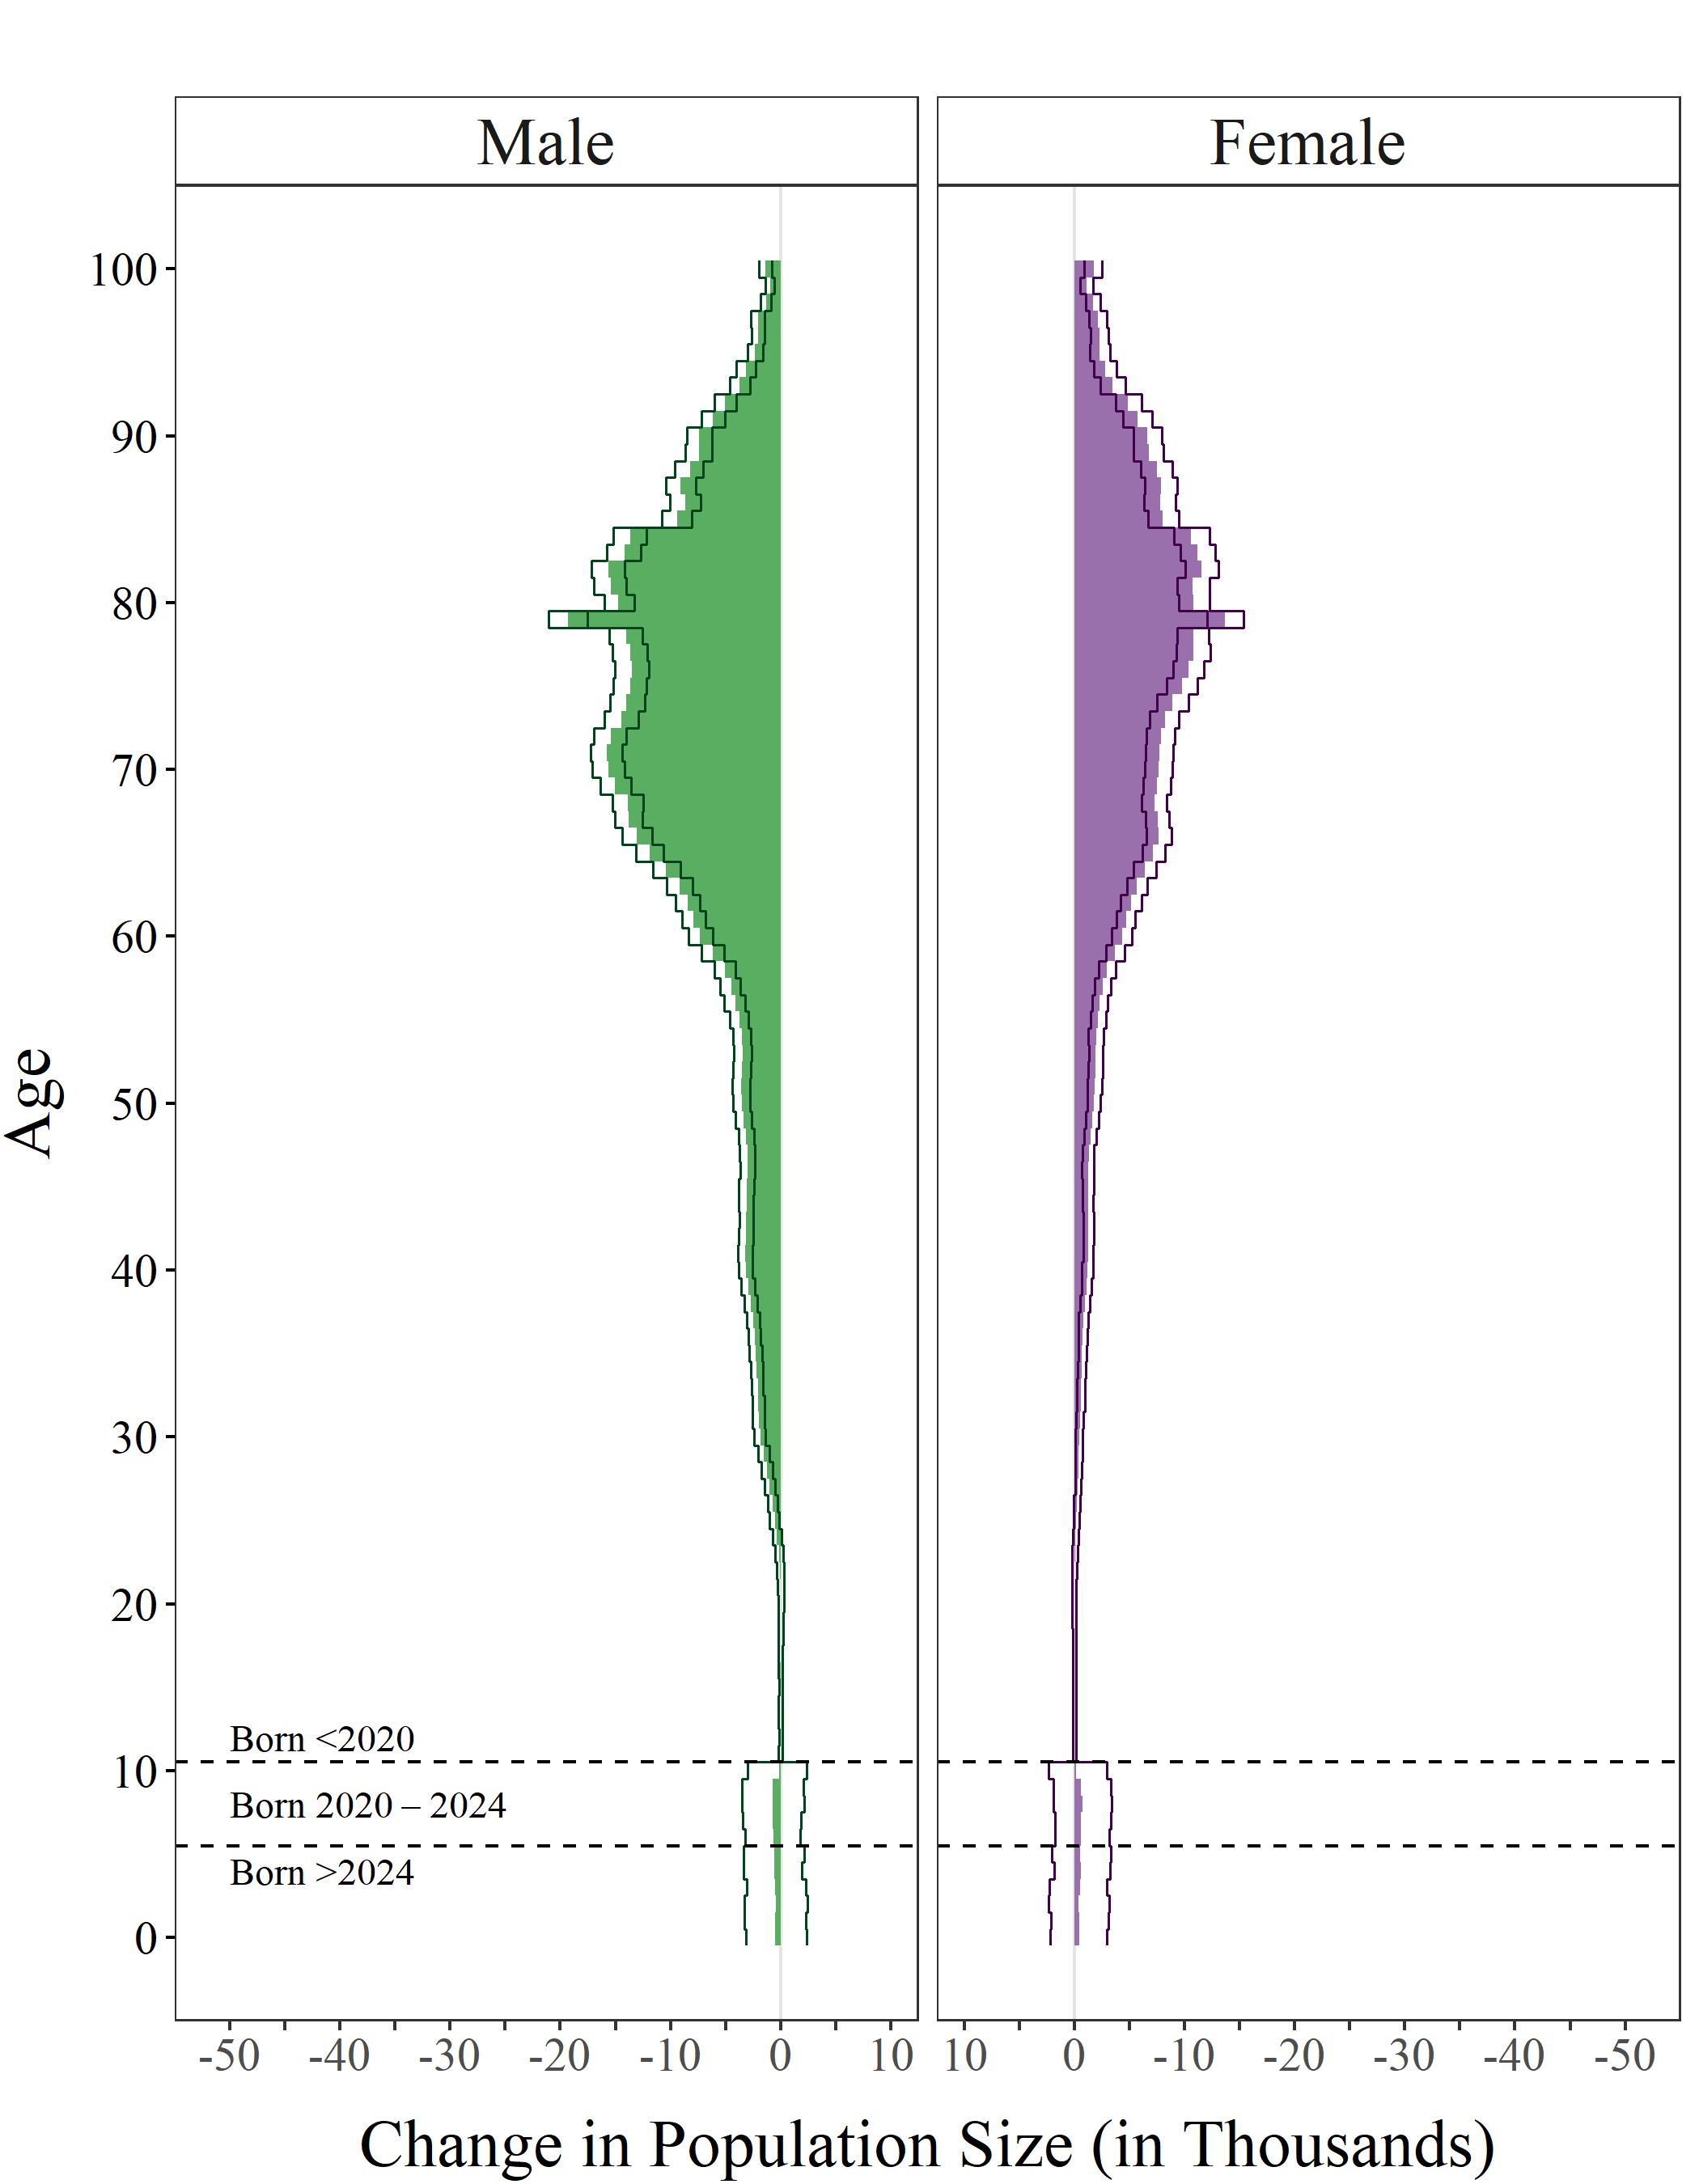 Male
Female
100
90
80
70
60
50
40
30
20
10
0
Age
Born <2020
Born 2020 – 2024
Born >2024
-50 -40 -30 -20 -10 0 10
10 0 -10 -20 -30 -40 -50
Change in Population Size (in Thousands)